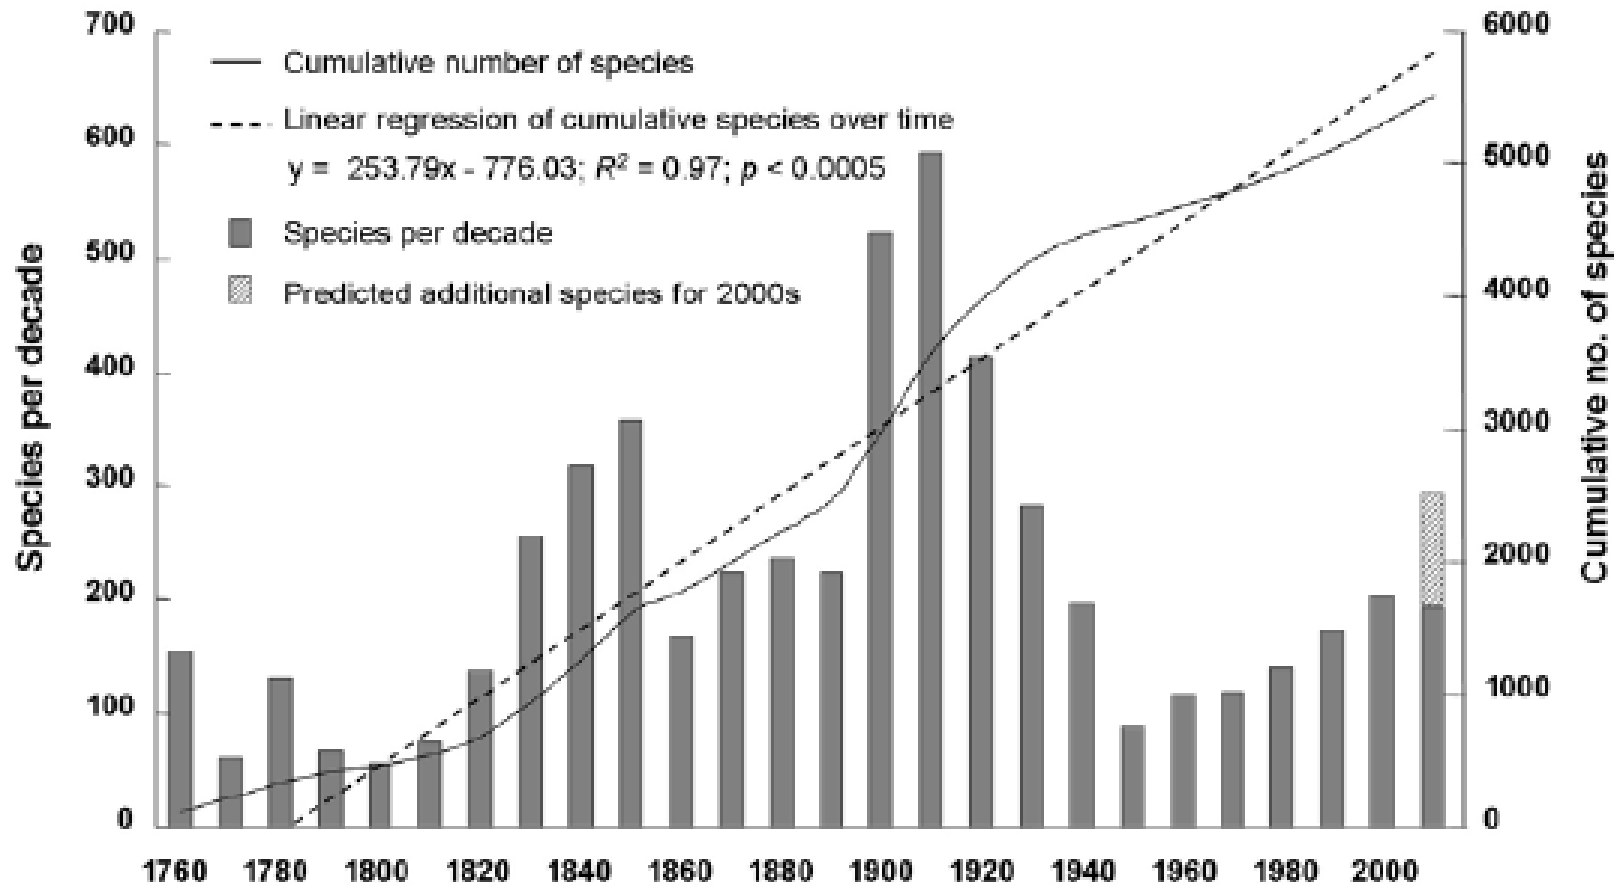 700
600
500
400
300
200
100
0
Species per decade
Cumulative number of species
Linear regression of cumulative species over time
y = 253.79x - 776.03; R² = 0.97; p < 0.0005
Species per decade
Predicted additional species for 2000s
6000
5000
4000
3000
2000
1000
0
Cumulative no. of species
1760 1780 1800 1820 1840 1860 1880 1900 1920 1940 1960 1980 2000